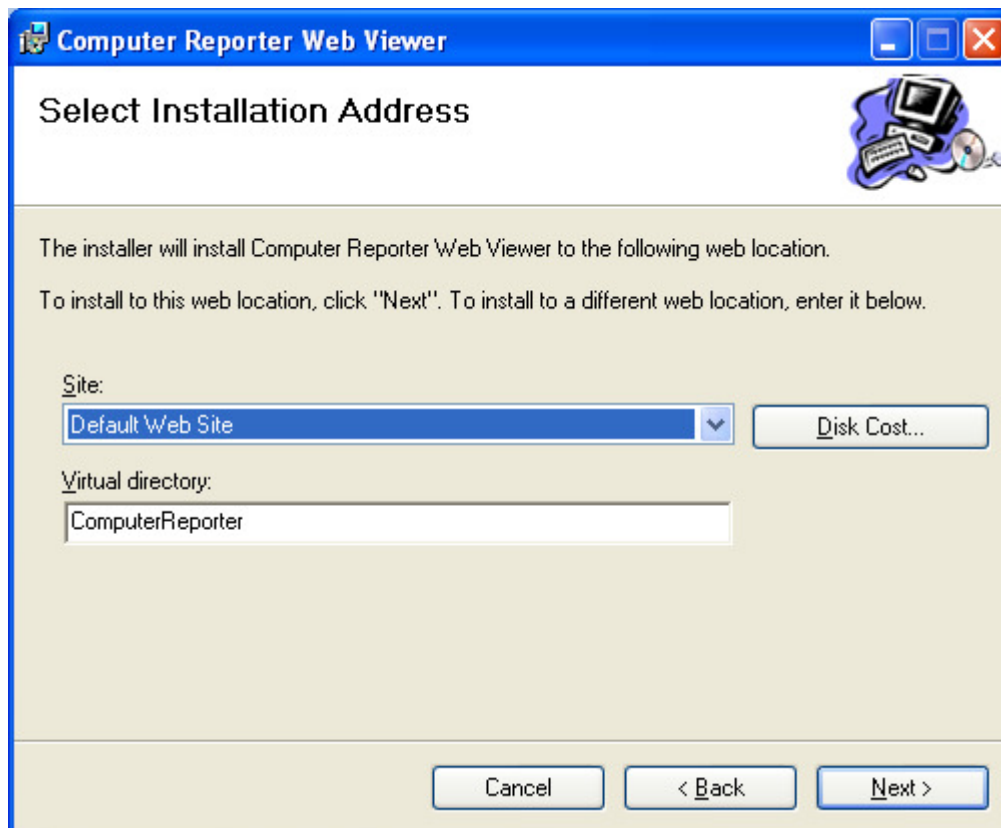 Computer Reporter Web Viewer
Select Installation Address
The installer will install Computer Reporter Web Viewer to the following web location.
To install to this web location, click "Next". To install to a different web location, enter it below.
Site:
Default Web Site
Disk Cost...
Virtual directory:
ComputerReporter
Cancel
< Back
Next >